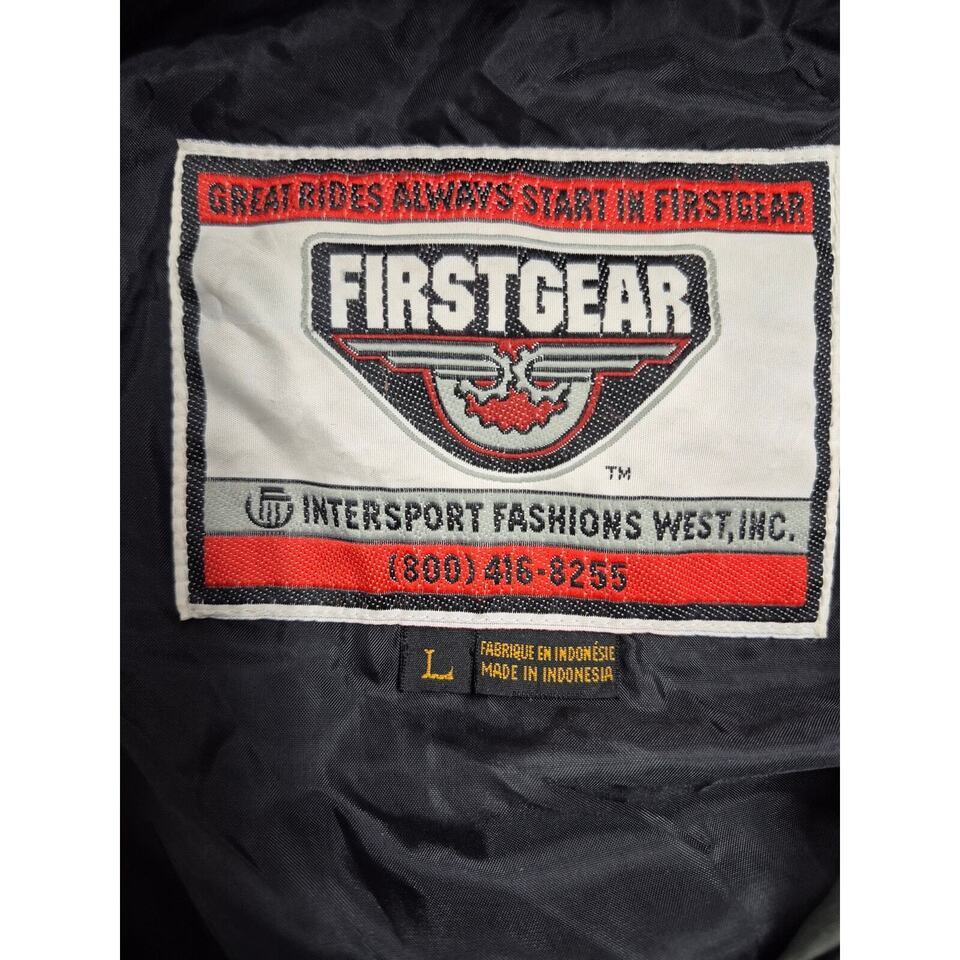 GREAT RIDES ALWAYS START IN FIRSTGEAR
FIRSTGEAR
TM
INTERSPORT FASHIONS WEST, INC.
(800) 416-8255
L
FABRIQUE EN INDONÉSIE
MADE IN INDONESIA